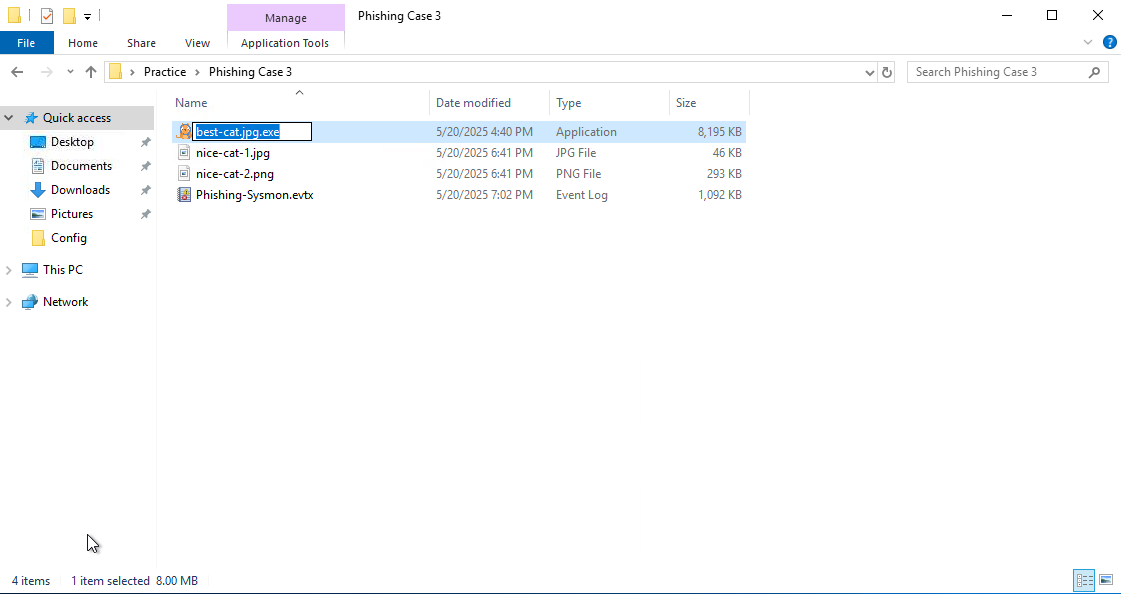 Manage
Phishing Case 3
File
Home
Share
View
Application Tools
?
Practice
Phishing Case 3
Search Phishing Case 3
Name
Date modified
Type
Size
Quick access
Desktop
Documents
Downloads
Pictures
Config
This PC
Network
best-cat.jpg.exe 5/20/2025 4:40 PM Application 8,195 KB
nice-cat-1.jpg 5/20/2025 6:41 PM JPG File 46 KB
nice-cat-2.png 5/20/2025 6:41 PM PNG File 293 KB
Phishing-Sysmon.evtx 5/20/2025 7:02 PM Event Log 1,092 KB
4 items 1 item selected 8.00 MB